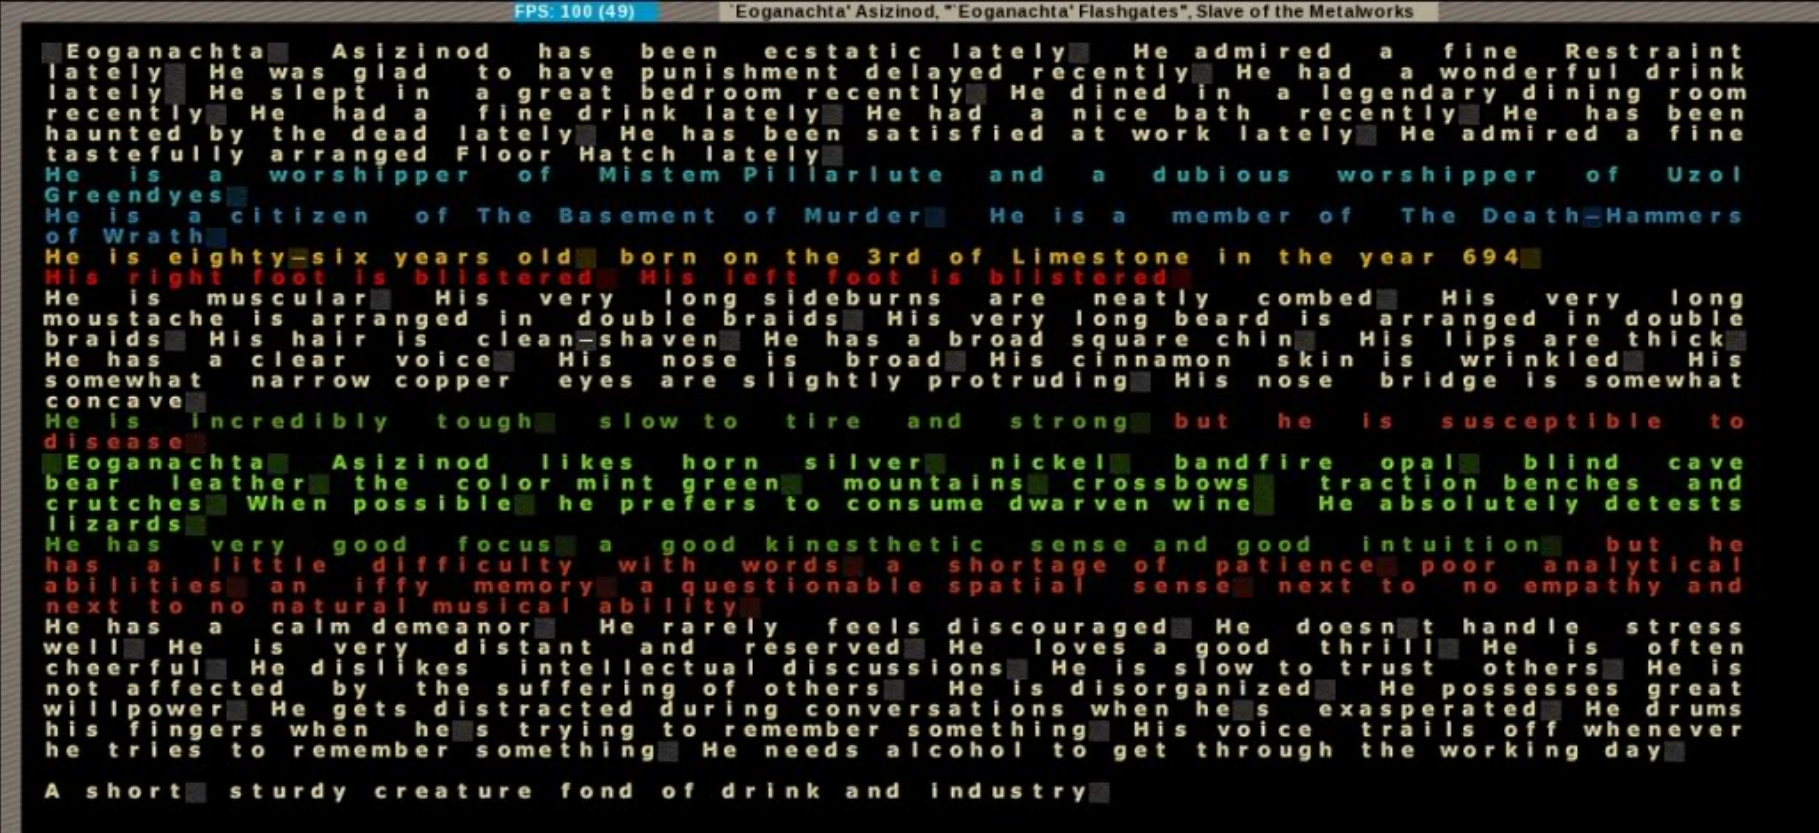 FPS: 100 (49)
`Eoganachta' Asizinod, "`Eoganachta' Flashgates", Slave of the Metalworks
Eoganachta Asizinod has been ecstatic lately He admired a fine Restraint
lately He was glad to have punishment delayed recently He had a wonderful drink
lately He slept in a great bedroom recently He dined in a legendary dining room
recently He had a fine drink lately He had a nice bath recently He has been
haunted by the dead lately He has been satisfied at work lately He admired a fine
tastefully arranged Floor Hatch lately
He is a worshipper of Mistem Pillarlute and a dubious worshipper of Uzol
Greendyes
He is a citizen of The Basement of Murder He is a member of The Death-Hammers
of Wrath
He is eighty-six years old born on the 3rd of Limestone in the year 694
His right foot is blistered His left foot is blistered
He is muscular His very long sideburns are neatly combed His very long
moustache is arranged in double braids His very long beard is arranged in double
braids His hair is clean-shaven He has a broad square chin His lips are thick
He has a clear voice His nose is broad His cinnamon skin is wrinkled His
somewhat narrow copper eyes are slightly protruding His nose bridge is somewhat
concave
He is incredibly tough slow to tire and strong but he is susceptible to
disease
Eoganachta Asizinod likes horn silver nickel bandfire opal blind cave
bear leather the color mint green mountains crossbows traction benches and
crutches When possible he prefers to consume dwarven wine He absolutely detests
lizards
He has very good focus a good kinesthetic sense and good intuition but he
has a little difficulty with words a shortage of patience poor analytical
abilities an iffy memory a questionable spatial sense next to no empathy and
next to no natural musical ability
He has a calm demeanor He rarely feels discouraged He doesn t handle stress
well He is very distant and reserved He loves a good thrill He is often
cheerful He dislikes intellectual discussions He is slow to trust others He is
not affected by the suffering of others He is disorganized He possesses great
willpower He gets distracted during conversations when he s exasperated He drums
his fingers when he s trying to remember something His voice trails off whenever
he tries to remember something He needs alcohol to get through the working day
A short sturdy creature fond of drink and industry